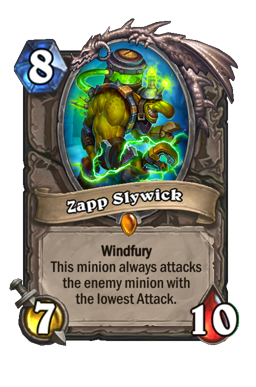 8
Zapp Slywick
Windfury
This minion always attacks
the enemy minion with
the lowest Attack.
7
10